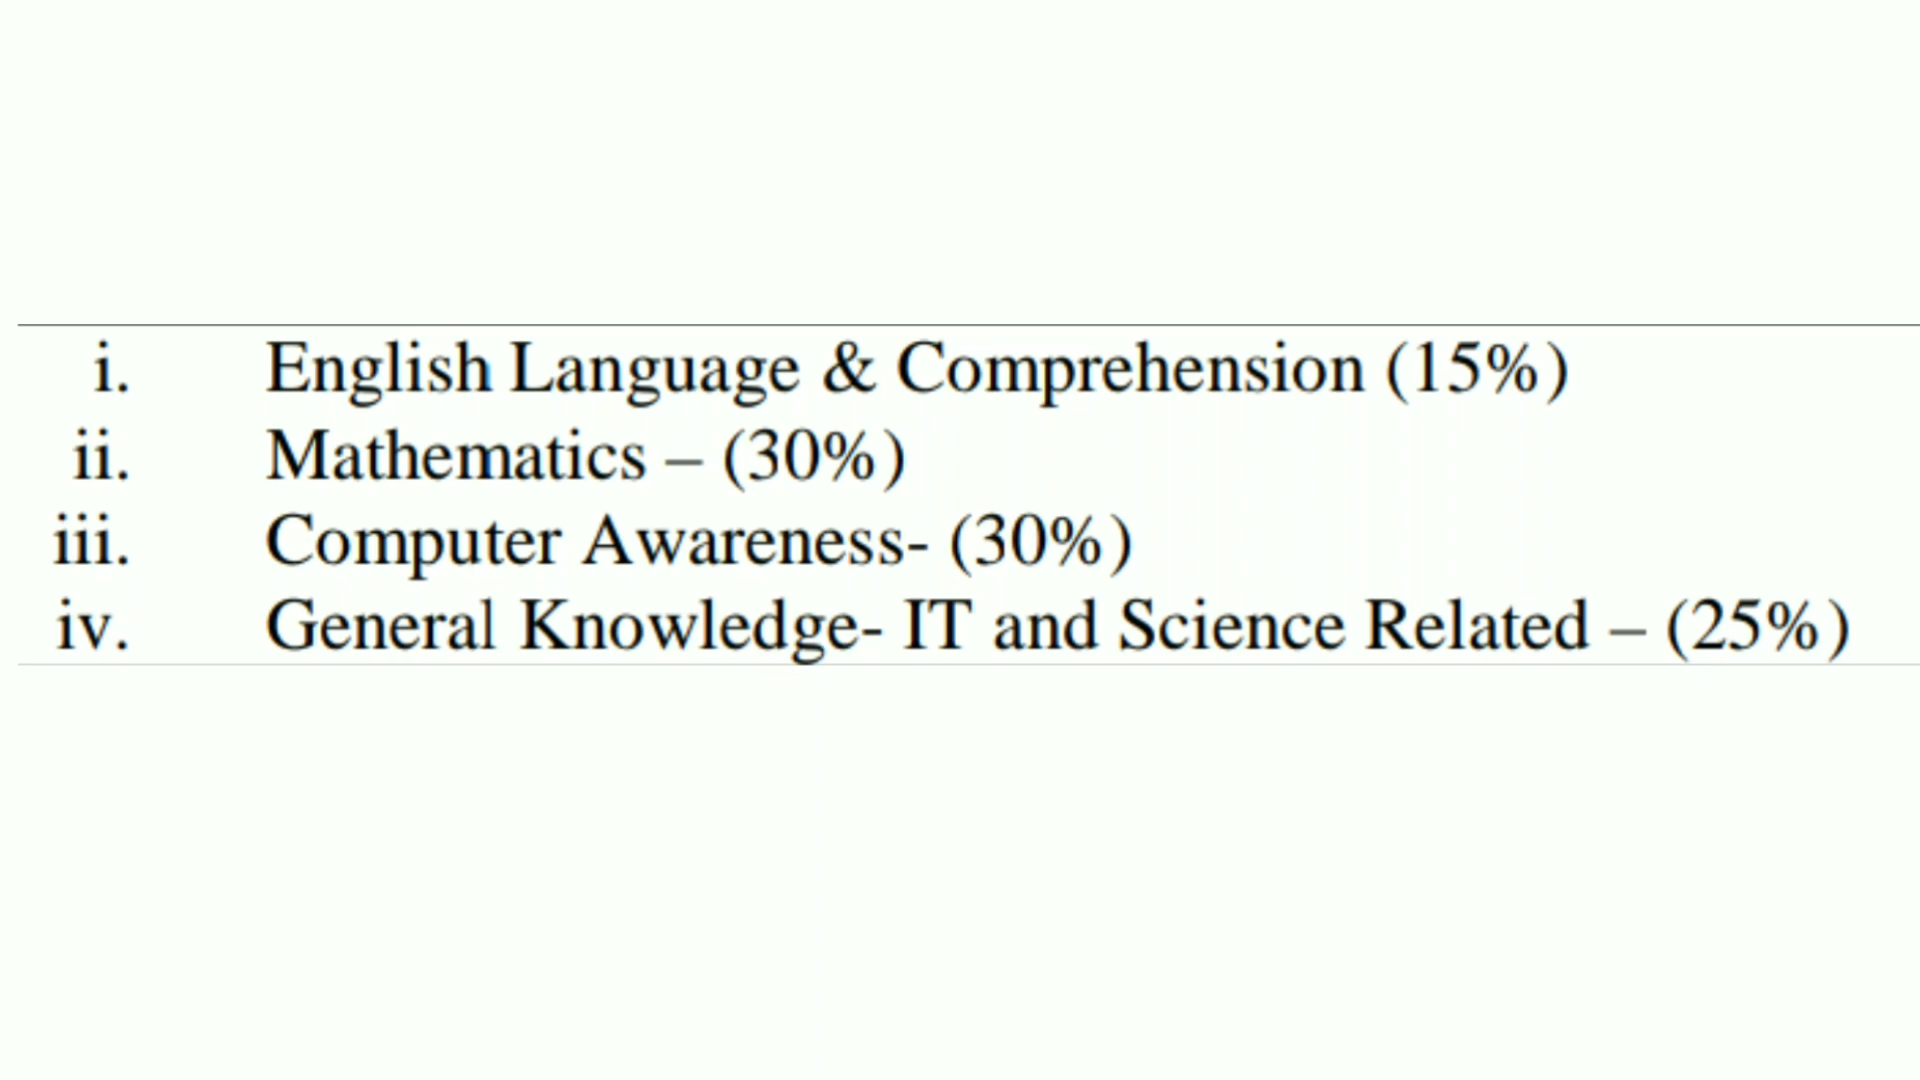 i. English Language & Comprehension (15%)
ii. Mathematics – (30%)
iii. Computer Awareness- (30%)
iv. General Knowledge- IT and Science Related – (25%)